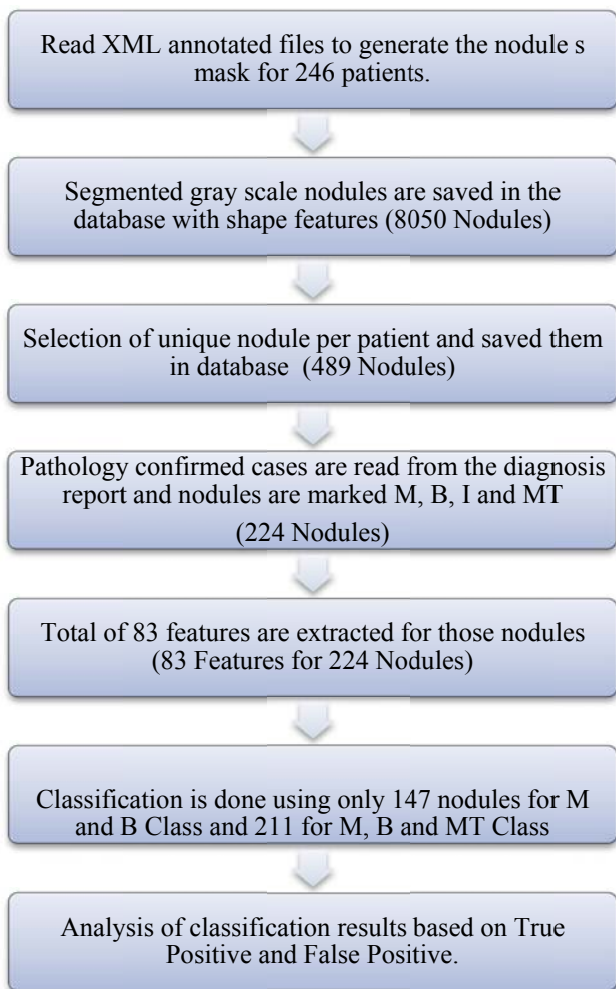 Read XML annotated files to generate the nodule s
mask for 246 patients.
Segmented gray scale nodules are saved in the
database with shape features (8050 Nodules)
Selection of unique nodule per patient and saved them
in database (489 Nodules)
Pathology confirmed cases are read from the diagnosis
report and nodules are marked M, B, I and MT
(224 Nodules)
Total of 83 features are extracted for those nodules
(83 Features for 224 Nodules)
Classification is done using only 147 nodules for M
and B Class and 211 for M, B and MT Class
Analysis of classification results based on True
Positive and False Positive.